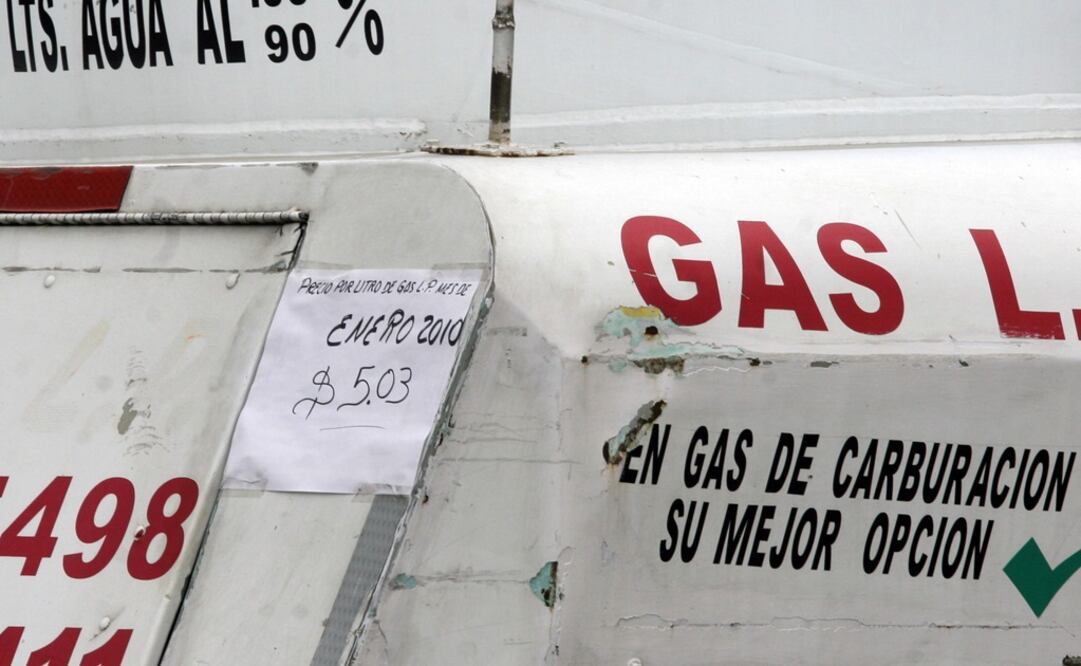 LTS. AGUA AL
90 %
GAS L.
PRECIO POR LITRO DE GAS L.P. MES DE
ENERO 2010
$ 5.03
EN GAS DE CARBURACION
SU MEJOR OPCION
498